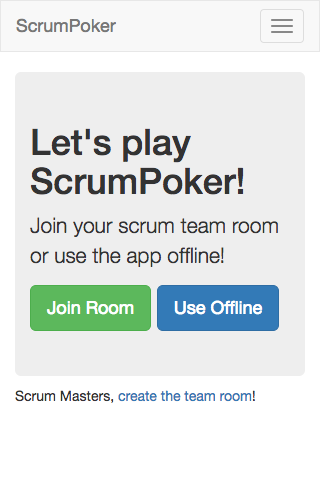 ScrumPoker
Let's play
ScrumPoker!
Join your scrum team room
or use the app offline!
Join Room
Use Offline
Scrum Masters, create the team room!